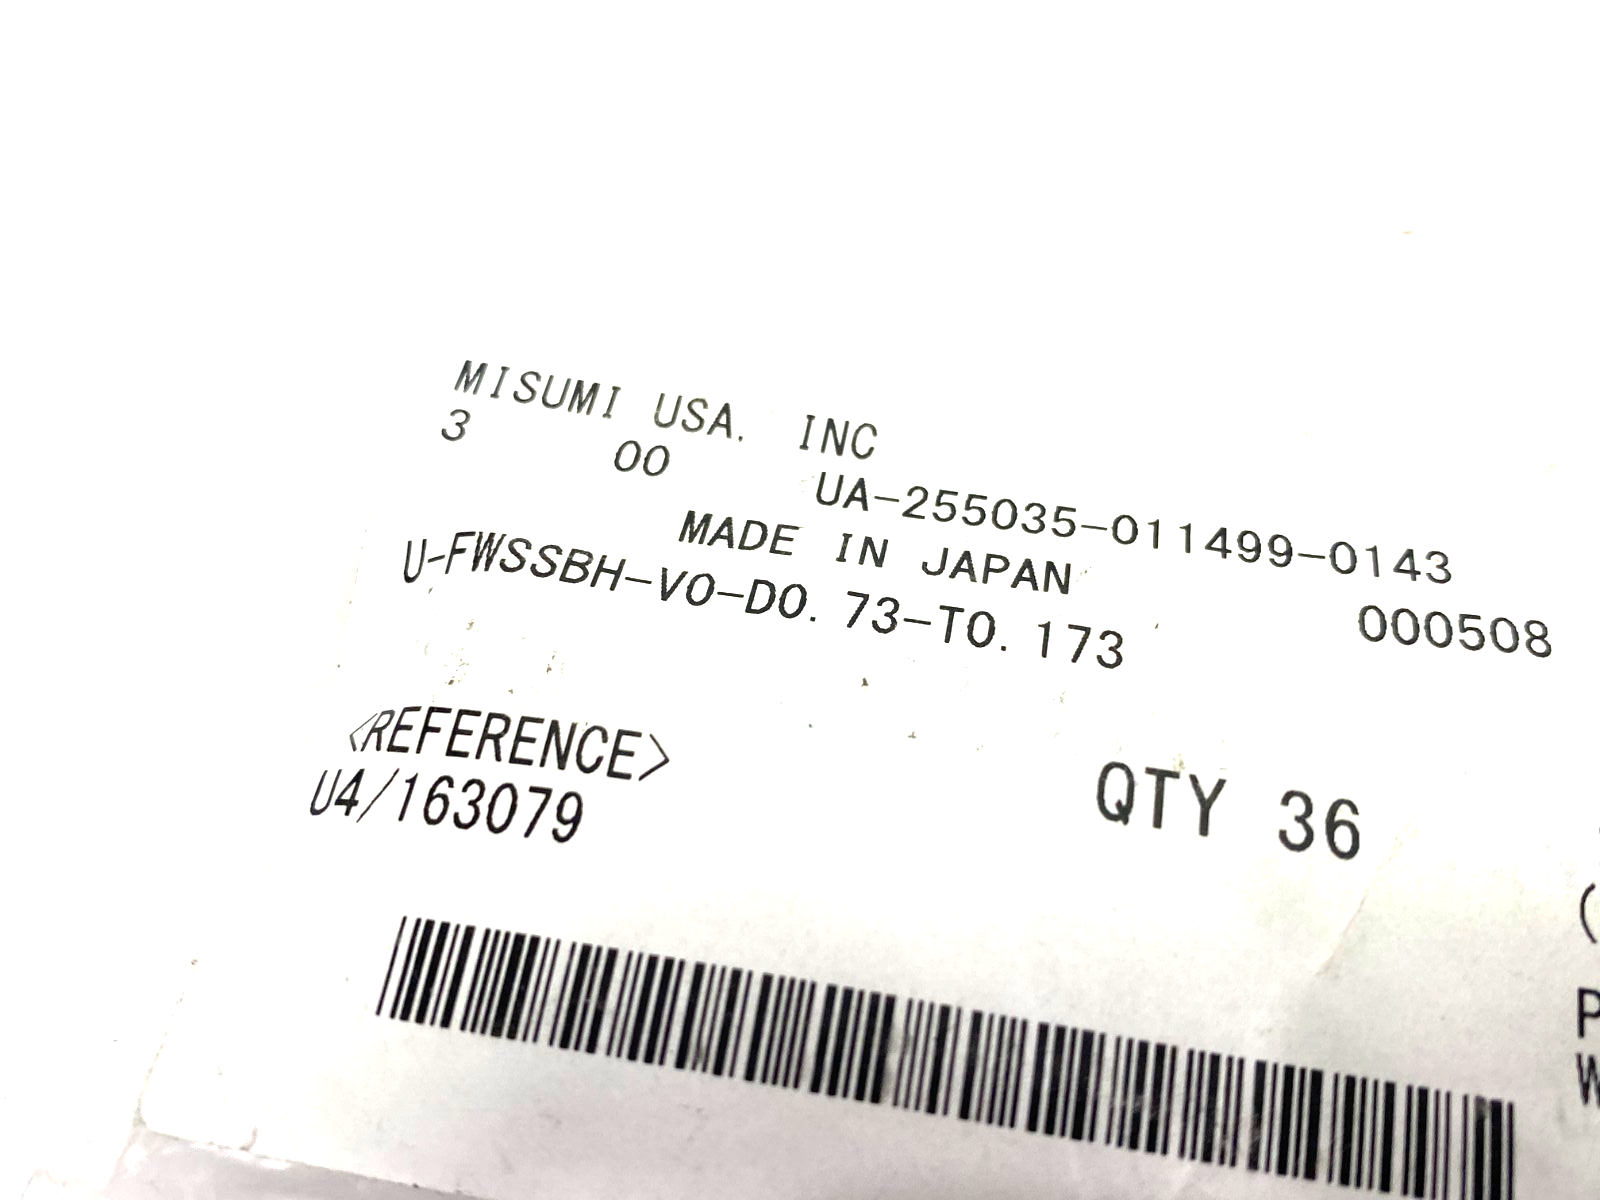 MISUMI USA. INC
3 00 UA-255035-011499-0143
MADE IN JAPAN 000508
U-FWSSBH-V0-D0. 73-T0. 173
<REFERENCE>
U4/163079
QTY 36
(
P
W